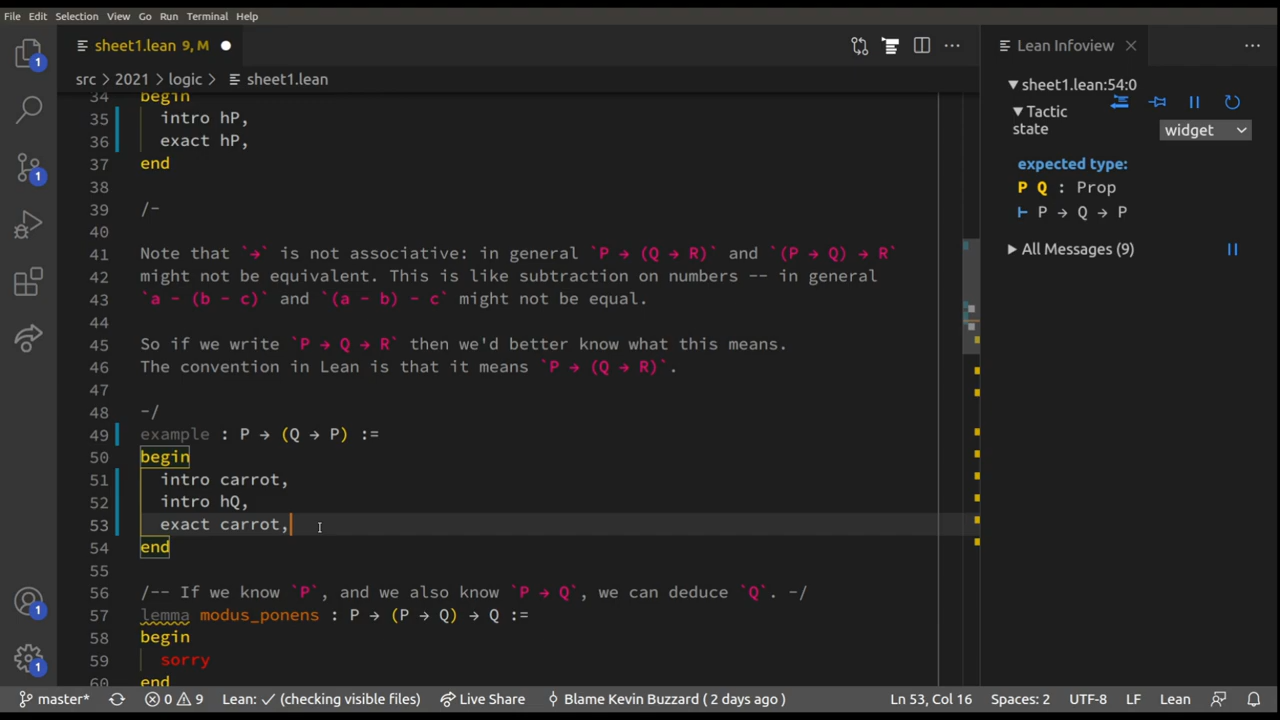 File Edit Selection View Go Run Terminal Help
sheet1.lean 9, M
Lean Infoview
src > 2021 > logic > sheet1.lean
34 begin
35 intro hP,
36 exact hP,
37 end
38
39 /-
40
41 Note that `→` is not associative: in general `P → (Q → R)` and `(P → Q) → R`
42 might not be equivalent. This is like subtraction on numbers -- in general
43 `a - (b - c)` and `(a - b) - c` might not be equal.
44
45 So if we write `P → Q → R` then we'd better know what this means.
46 The convention in Lean is that it means `P → (Q → R)`.
47
48 -/
49 example : P → (Q → P) :=
50 begin
51 intro carrot,
52 intro hQ,
53 exact carrot,
54 end
55
56 /-- If we know `P`, and we also know `P → Q`, we can deduce `Q`. -/
57 lemma modus_ponens : P → (P → Q) → Q :=
58 begin
59 sorry
60 end
sheet1.lean:54:0
Tactic state
widget
expected type:
P Q : Prop
⊢ P → Q → P
All Messages (9)
1
1
1
1
master* 0 9 Lean: ✓ (checking visible files) Live Share Blame Kevin Buzzard ( 2 days ago ) Ln 53, Col 16 Spaces: 2 UTF-8 LF Lean